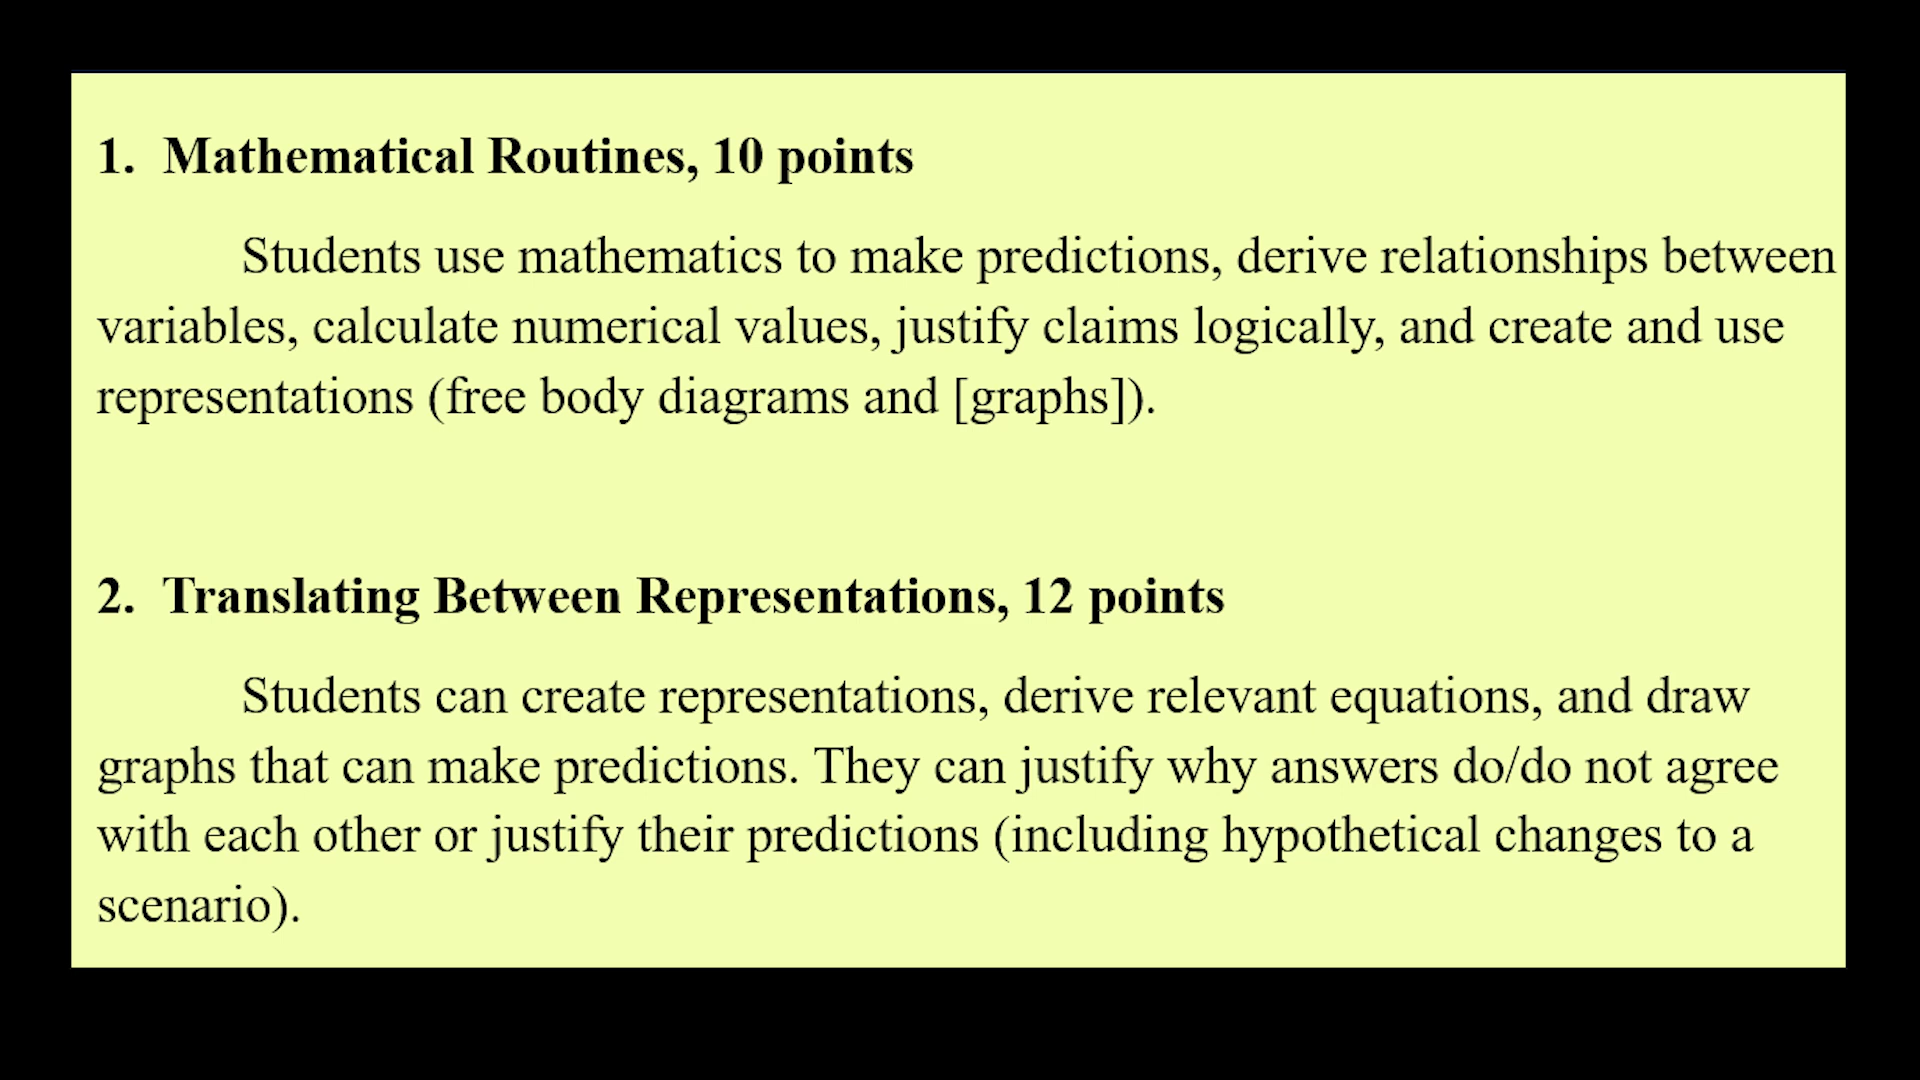 1. Mathematical Routines, 10 points
Students use mathematics to make predictions, derive relationships between
variables, calculate numerical values, justify claims logically, and create and use
representations (free body diagrams and [graphs]).
2. Translating Between Representations, 12 points
Students can create representations, derive relevant equations, and draw
graphs that can make predictions. They can justify why answers do/do not agree
with each other or justify their predictions (including hypothetical changes to a
scenario).